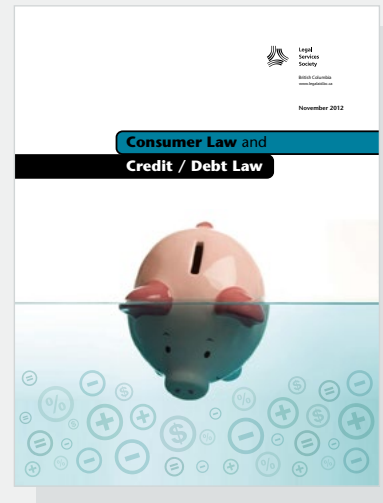 Legal
Services
Society
British Columbia
www.legalaid.bc.ca
November 2012
Consumer Law and
Credit / Debt Law